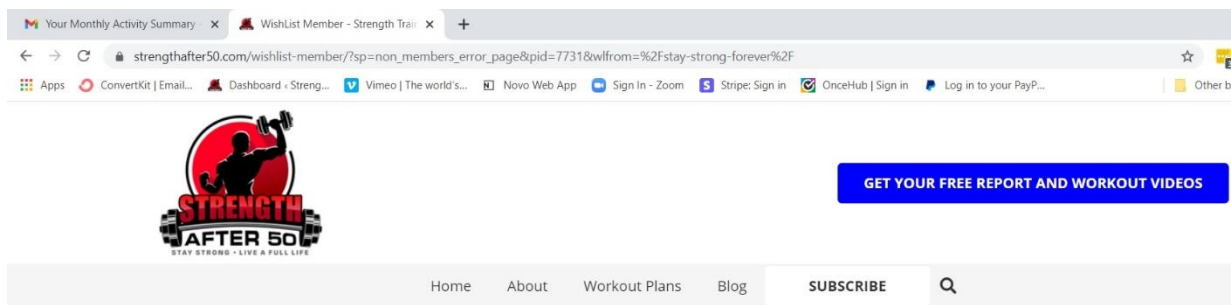 Your Monthly Activity Summary -
WishList Member - Strength Train
strengthafter50.com/wishlist-member/?sp=non_members_error_page&pid=7731&wlfrom=%2Fstay-strong-forever%2F
Apps ConvertKit | Email... Dashboard ‹ Streng... Vimeo | The world's... Novo Web App Sign In - Zoom Stripe: Sign in OnceHub | Sign in Log in to your PayP... Other b
STRENGTH
AFTER 50
STAY STRONG • LIVE A FULL LIFE
GET YOUR FREE REPORT AND WORKOUT VIDEOS
Home About Workout Plans Blog SUBSCRIBE